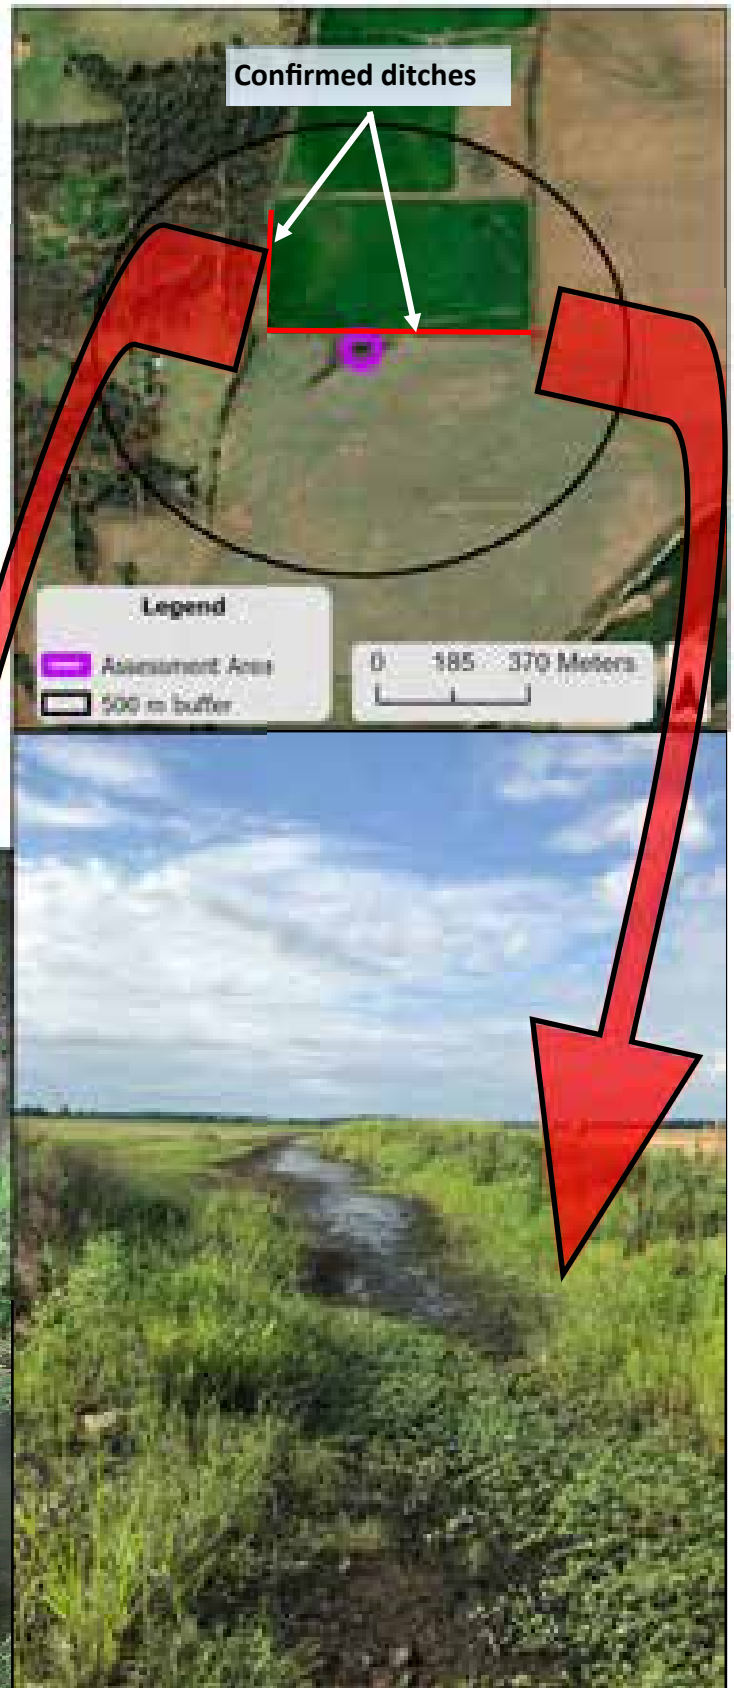 Confirmed ditches
Legend
Assessment Area
500 m buffer
0 185 370 Meters